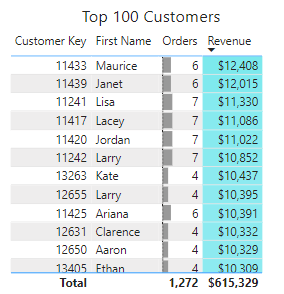 Top 100 Customers
Customer Key First Name Orders Revenue
11433 Maurice 6 $12,408
11439 Janet 6 $12,015
11241 Lisa 7 $11,330
11417 Lacey 7 $11,086
11420 Jordan 7 $11,022
11242 Larry 7 $10,852
13263 Kate 4 $10,437
12655 Larry 4 $10,395
11425 Ariana 6 $10,391
12631 Clarence 4 $10,332
12650 Aaron 4 $10,329
13405 Ethan 4 $10,309
Total 1,272 $615,329